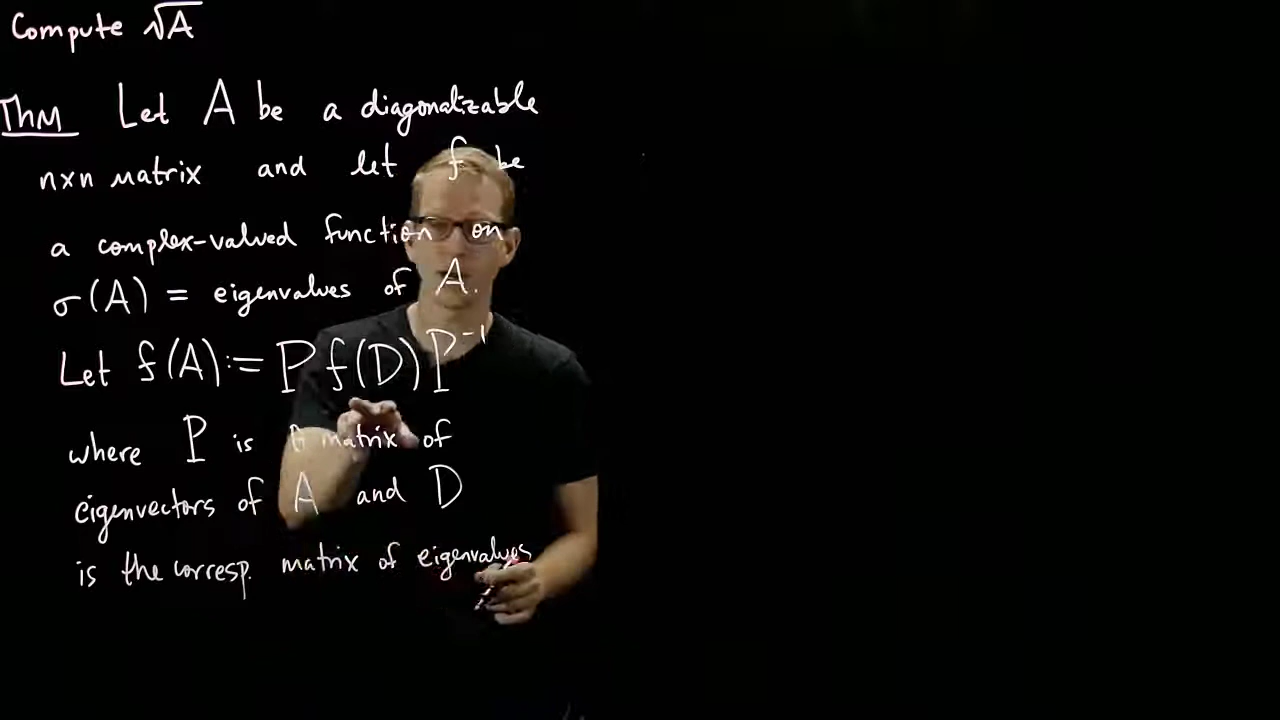 Compute √A
Thm Let A be a diagonalizable
n×n matrix and let f be
a complex-valued function on
σ(A) = eigenvalues of A.
Let f(A) := P f(D) P⁻¹
where P is a matrix of
eigenvectors of A and D
is the corresp. matrix of eigenvalues